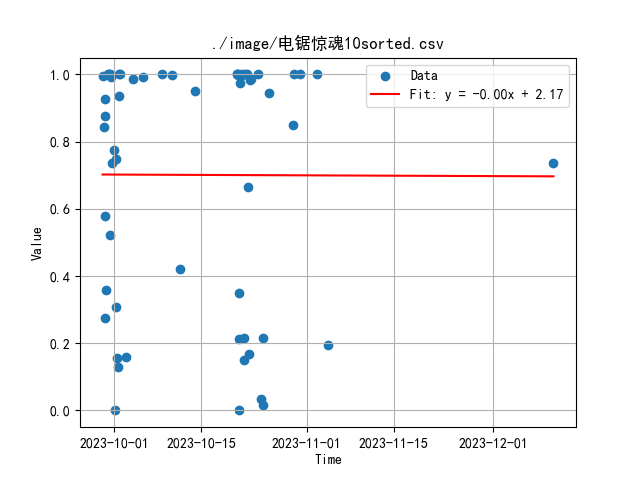 ./image/电锯惊魂10sorted.csv
Data
Fit: y = -0.00x + 2.17
1.0
0.8
0.6
0.4
0.2
0.0
Value
2023-10-01 2023-10-15 2023-11-01 2023-11-15 2023-12-01
Time